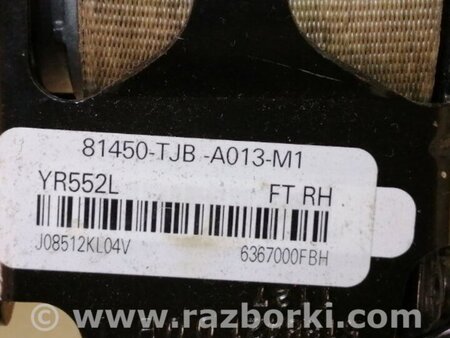 81450-TJB -A013-M1
YR552L FT RH
J08512KL04V 6367000FBH
www.razborki.com